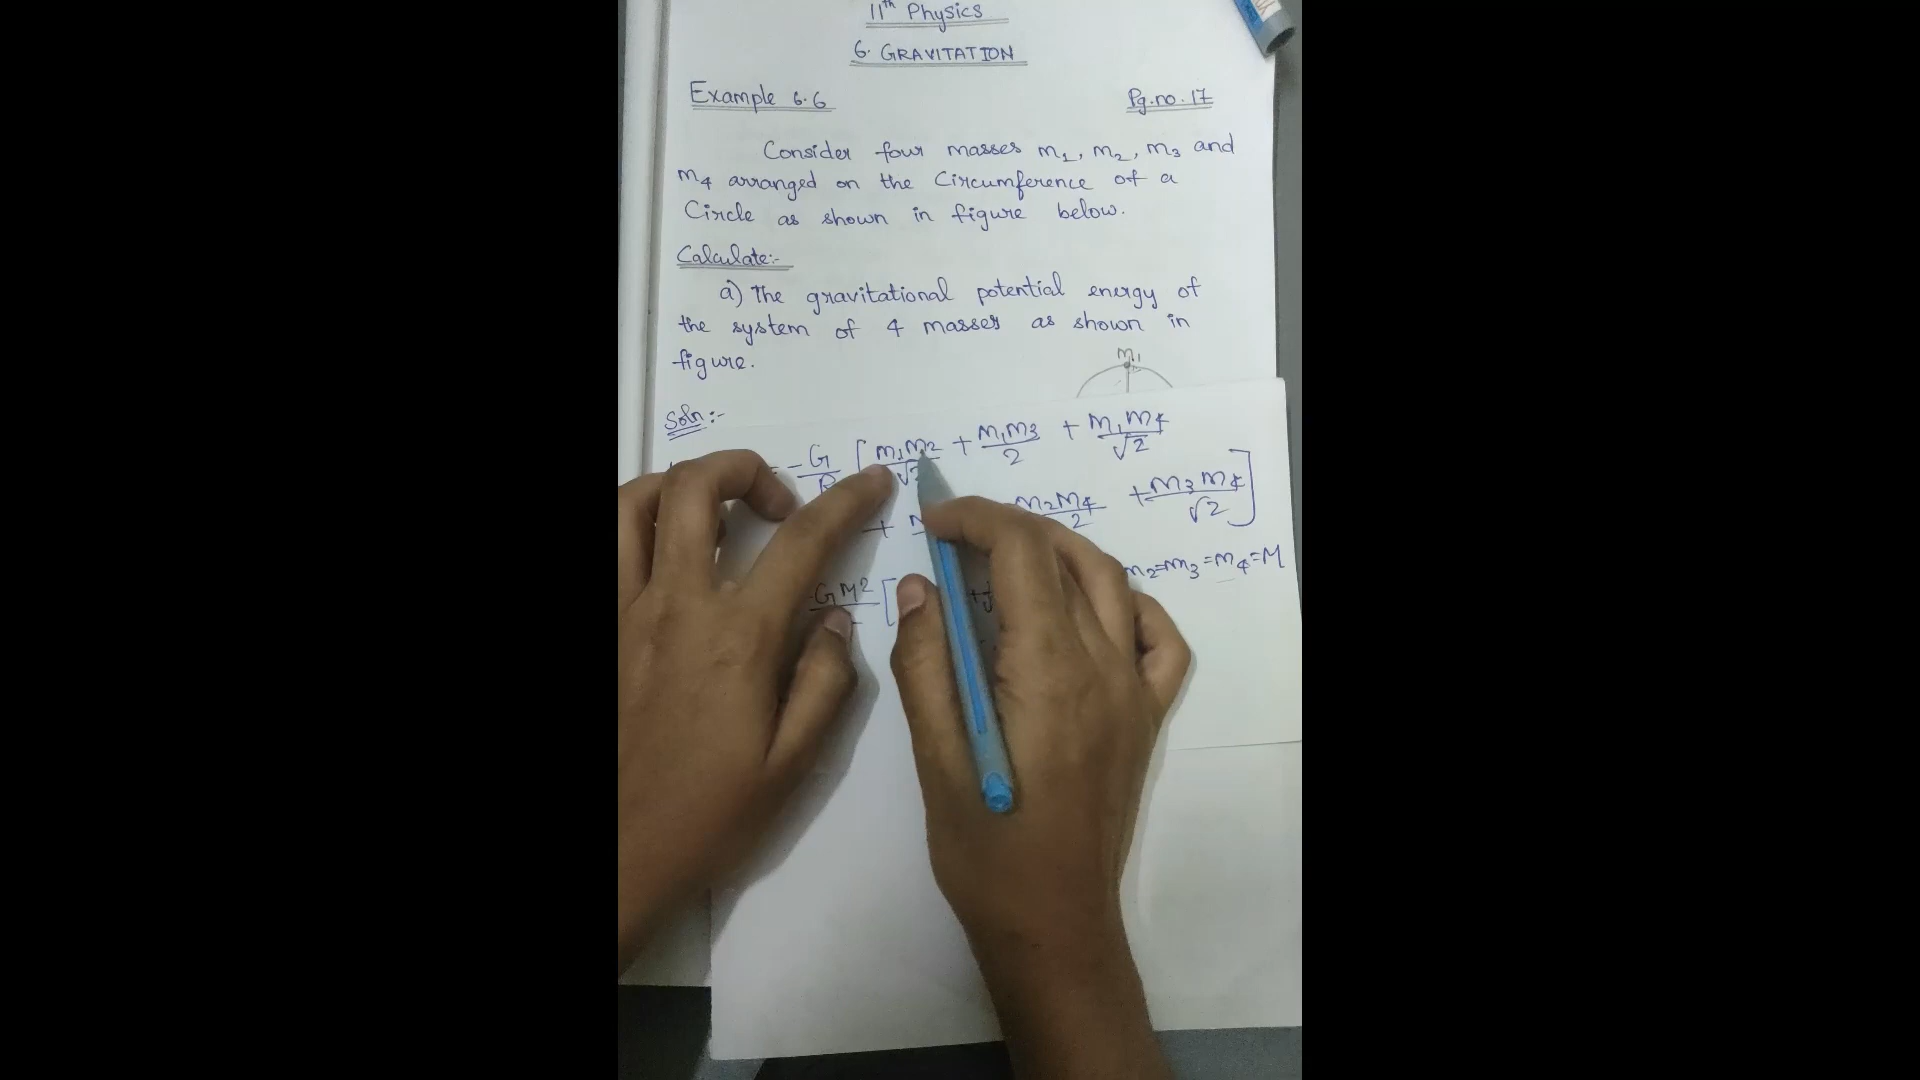 11th Physics
6. GRAVITATION
Example 6.6
Pg.no. 17
Consider four masses m1, m2, m3 and
m4 arranged on the Circumference of a
Circle as shown in figure below.
Calculate:-
a) The gravitational potential energy of
the system of 4 masses as shown in
figure.
m1
Soln:-
= -G/R [m1m2/√2 + m1m3/2 + m1m4/√2
+ m2m4/2 + m3m4/√2]
m2=m3=m4=M
GM2 [